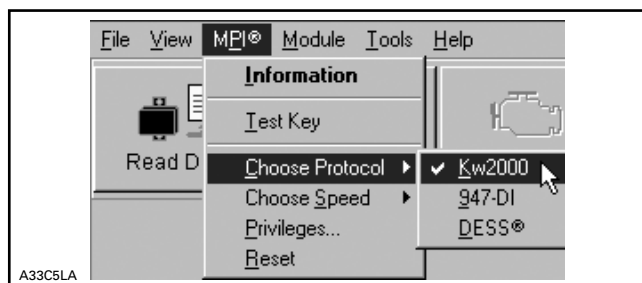 File View MPI® Module Tools Help
Information
Test Key
Read D
Choose Protocol
Kw2000
Choose Speed
947-DI
Privileges...
DESS®
Reset
A33C5LA